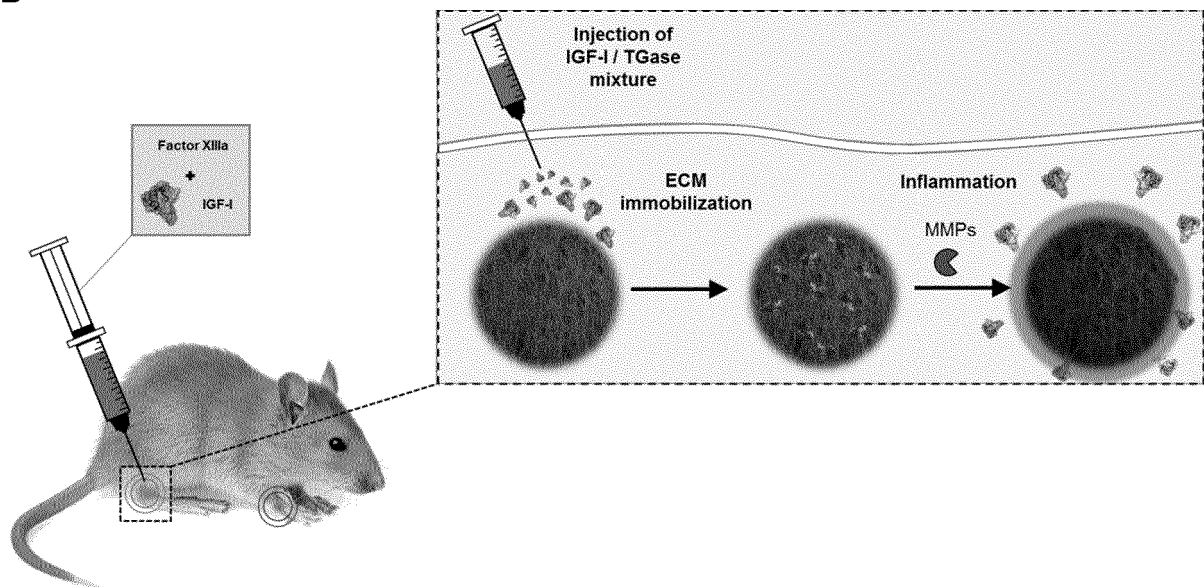 Factor XIIIa
+
IGF-I
Injection of
IGF-I / TGase
mixture
ECM
immobilization
Inflammation
MMPs